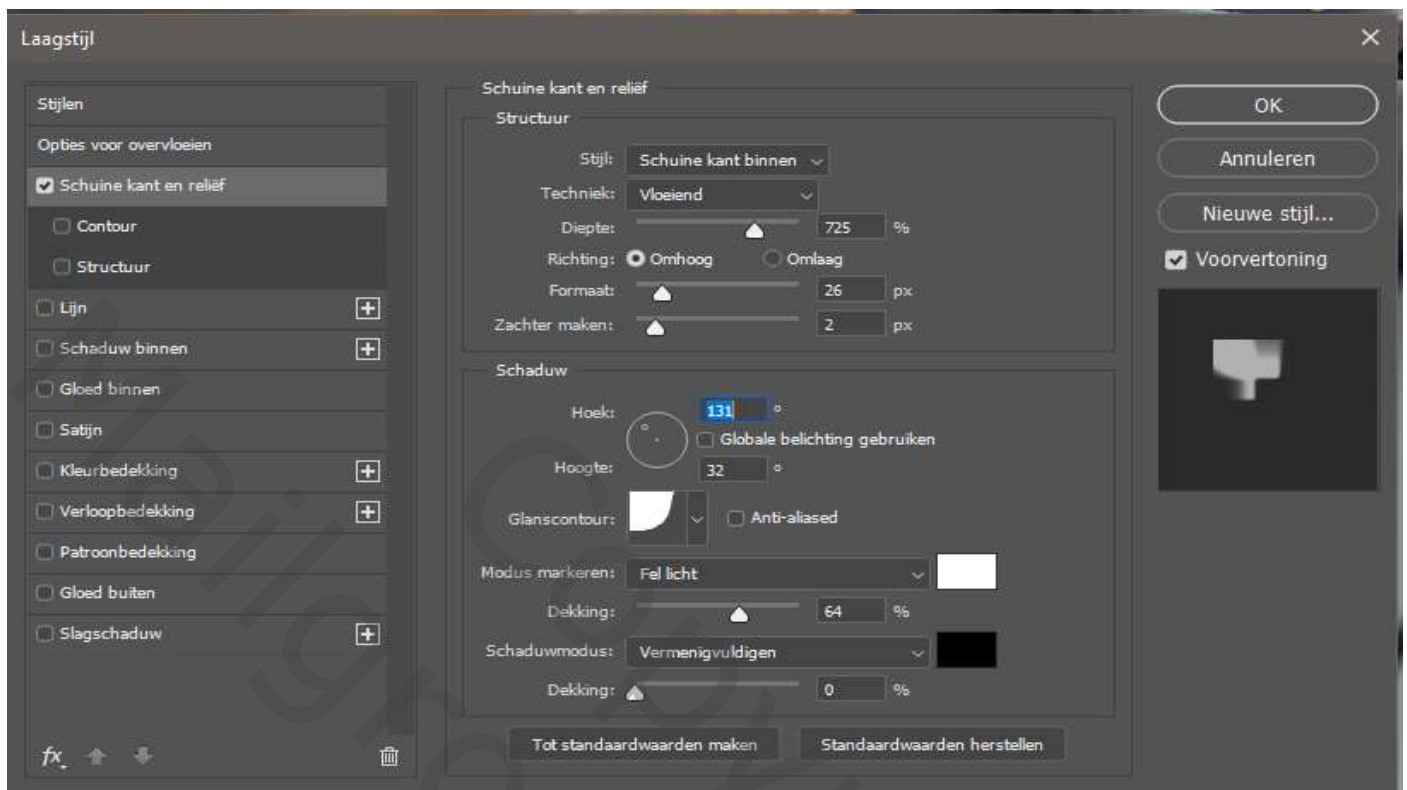 Laagstijl
Stijlen
Opties voor overvloeien
Schuine kant en reliëf
Contour
Structuur
Lijn
Schaduw binnen
Gloed binnen
Satijn
Kleurbedekking
Verloopbedekking
Patroonbedekking
Gloed buiten
Slagschaduw
fx
Schuine kant en reliëf
Structuur
Stijl: Schuine kant binnen
Techniek: Vloeiend
Diepte: 725 %
Richting: Omhoog Omlaag
Formaat: 26 px
Zachter maken: 2 px
Schaduw
Hoek: 131 °
Globale belichting gebruiken
Hoogte: 32 °
Glanscontour: Anti-aliased
Modus markeren: Fel licht
Dekking: 64 %
Schaduwmodus: Vermenigvuldigen
Dekking: 0 %
Tot standaardwaarden maken Standaardwaarden herstellen
OK
Annuleren
Nieuwe stijl...
Voorvertoning